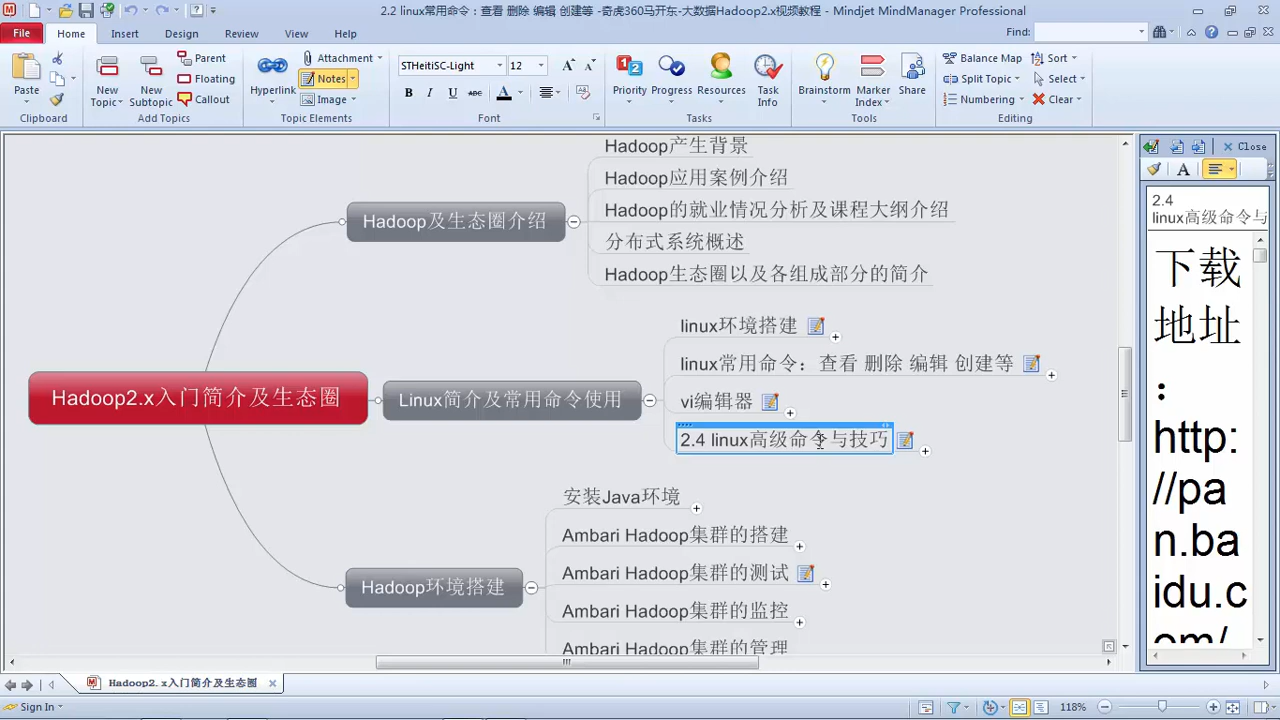 2.2 linux常用命令：查看 删除 编辑 创建等 -奇虎360马开东-大数据Hadoop2.x视频教程 - Mindjet MindManager Professional
File Home Insert Design Review View Help Find:
Paste
Clipboard
New Topic
New Subtopic
Parent
Floating
Callout
Add Topics
Hyperlink
Attachment
Notes
Image
Topic Elements
STHeitiSC-Light 12
B I U ABC A
Font
Priority Progress Resources Task Info
Tasks
Brainstorm Marker Index Share
Tools
Balance Map Sort
Split Topic Select
Numbering Clear
Editing
Hadoop产生背景
Hadoop应用案例介绍
Hadoop的就业情况分析及课程大纲介绍
分布式系统概述
Hadoop生态圈以及各组成部分的简介
Hadoop及生态圈介绍
linux环境搭建
linux常用命令：查看 删除 编辑 创建等
vi编辑器
2.4 linux高级命令与技巧
Linux简介及常用命令使用
Hadoop2.x入门简介及生态圈
安装Java环境
Ambari Hadoop集群的搭建
Ambari Hadoop集群的测试
Ambari Hadoop集群的监控
Ambari Hadoop集群的管理
Hadoop环境搭建
Close
2.4
linux高级命令与
下载
地址
：
http:
//pa
n.ba
idu.c
om/
Hadoop2. x入门简介及生态圈
Sign In 118%